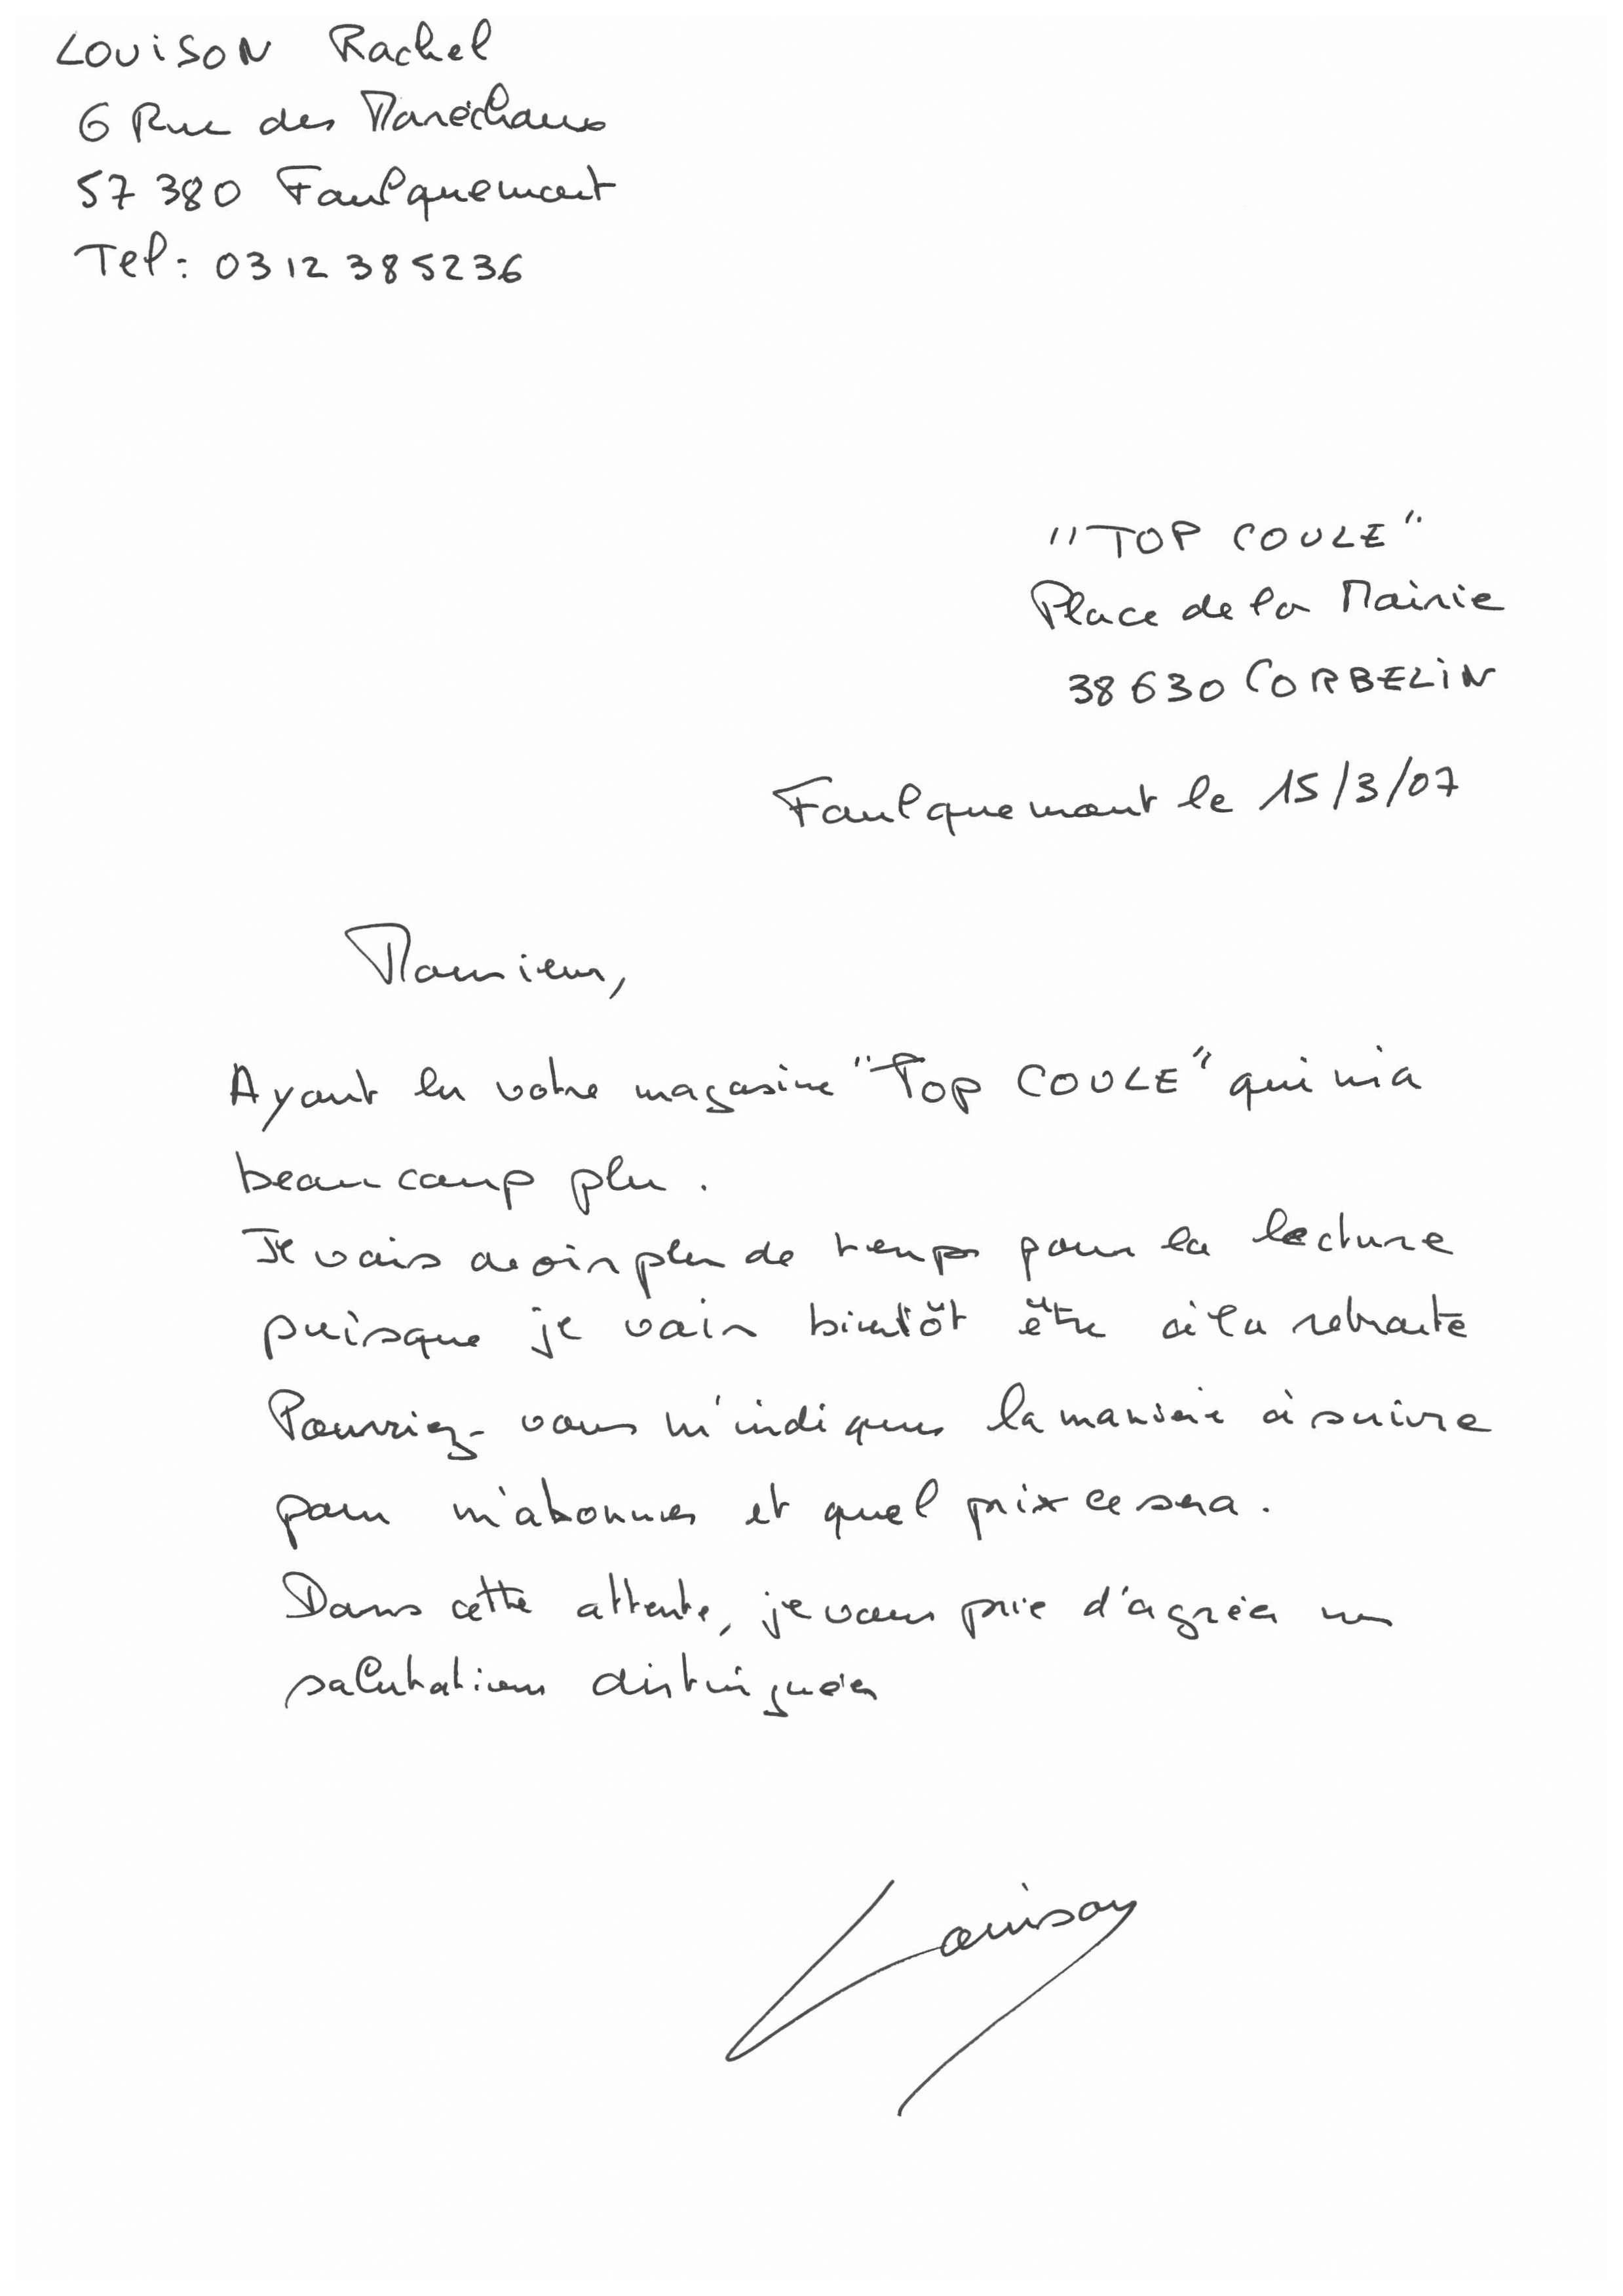 LOUISON Rachel
6 Rue des Maréchaux
57 380 Faulquemont
Tel : 03 12 38 52 36
"TOP COULE"
Place de la Mairie
38 630 CORBELIN
Faulquemont le 15/3/07
Monsieur,
Ayant lu votre magasine "TOP COULE" qui m'a
beaucoup plu.
Je vais avoir plus de temps pour la lecture
puisque je vais bientôt être à la retraite
Pourriez-vous m'indiquer la manière à suivre
pour m'abonner et quel prix ce sera.
Dans cette attente, je vous prie d'agréer mes
salutations distinguées
Louison